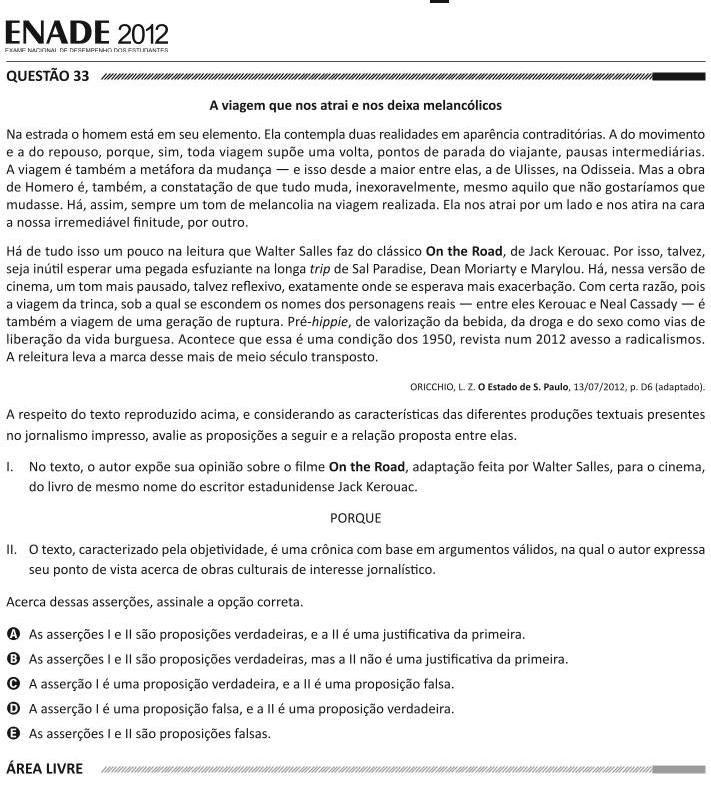 ENADE 2012
EXAME NACIONAL DE DESEMPENHO DOS ESTUDANTES
QUESTÃO 33
A viagem que nos atrai e nos deixa melancólicos
Na estrada o homem está em seu elemento. Ela contempla duas realidades em aparência contraditórias. A do movimento
e a do repouso, porque, sim, toda viagem supõe uma volta, pontos de parada do viajante, pausas intermediárias.
A viagem é também a metáfora da mudança — e isso desde a maior entre elas, a de Ulisses, na Odisseia. Mas a obra
de Homero é, também, a constatação de que tudo muda, inexoravelmente, mesmo aquilo que não gostaríamos que
mudasse. Há, assim, sempre um tom de melancolia na viagem realizada. Ela nos atrai por um lado e nos atira na cara
a nossa irremediável finitude, por outro.
Há de tudo isso um pouco na leitura que Walter Salles faz do clássico On the Road, de Jack Kerouac. Por isso, talvez,
seja inútil esperar uma pegada esfuziante na longa trip de Sal Paradise, Dean Moriarty e Marylou. Há, nessa versão de
cinema, um tom mais pausado, talvez reflexivo, exatamente onde se esperava mais exacerbação. Com certa razão, pois
a viagem da trinca, sob a qual se escondem os nomes dos personagens reais — entre eles Kerouac e Neal Cassady — é
também a viagem de uma geração de ruptura. Pré-hippie, de valorização da bebida, da droga e do sexo como vias de
liberação da vida burguesa. Acontece que essa é uma condição dos 1950, revista num 2012 avesso a radicalismos.
A releitura leva a marca desse mais de meio século transposto.
ORICCHIO, L. Z. O Estado de S. Paulo, 13/07/2012, p. D6 (adaptado).
A respeito do texto reproduzido acima, e considerando as características das diferentes produções textuais presentes
no jornalismo impresso, avalie as proposições a seguir e a relação proposta entre elas.
I. No texto, o autor expõe sua opinião sobre o filme On the Road, adaptação feita por Walter Salles, para o cinema,
do livro de mesmo nome do escritor estadunidense Jack Kerouac.
PORQUE
II. O texto, caracterizado pela objetividade, é uma crônica com base em argumentos válidos, na qual o autor expressa
seu ponto de vista acerca de obras culturais de interesse jornalístico.
Acerca dessas asserções, assinale a opção correta.
A As asserções I e II são proposições verdadeiras, e a II é uma justificativa da primeira.
B As asserções I e II são proposições verdadeiras, mas a II não é uma justificativa da primeira.
C A asserção I é uma proposição verdadeira, e a II é uma proposição falsa.
D A asserção I é uma proposição falsa, e a II é uma proposição verdadeira.
E As asserções I e II são proposições falsas.
ÁREA LIVRE